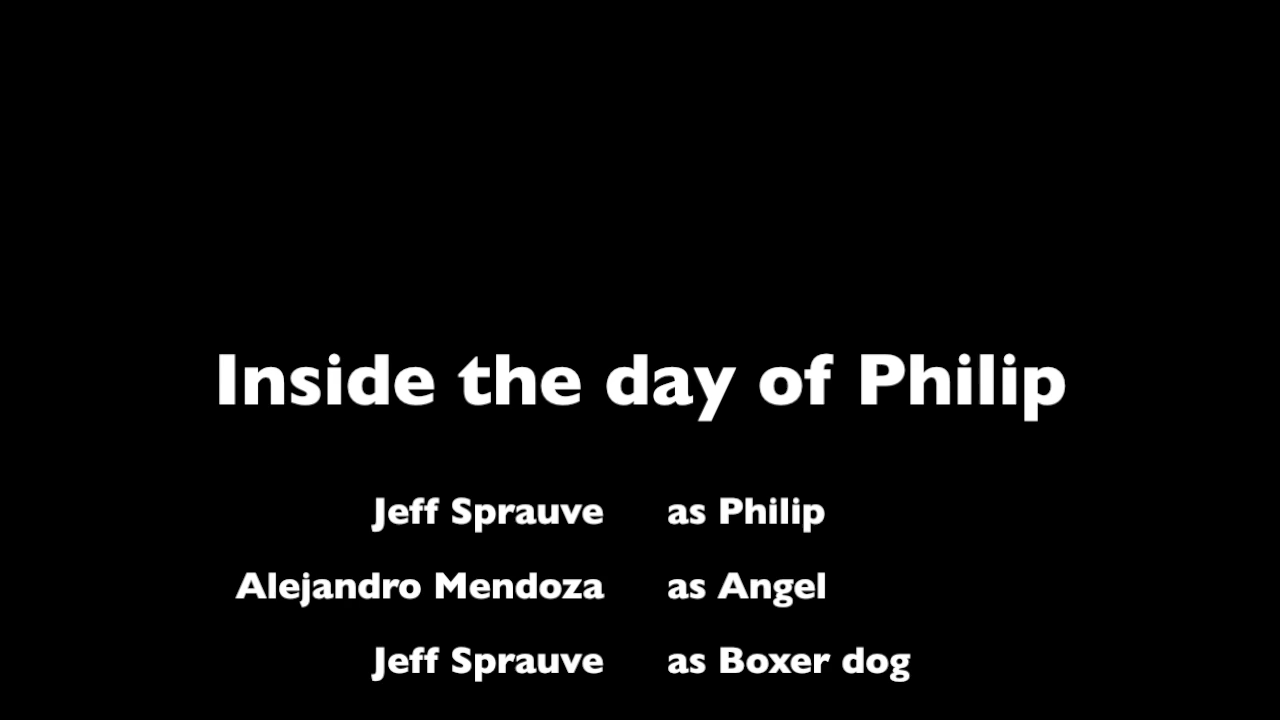 Inside the day of Philip
Jeff Sprauve as Philip
Alejandro Mendoza as Angel
Jeff Sprauve as Boxer dog